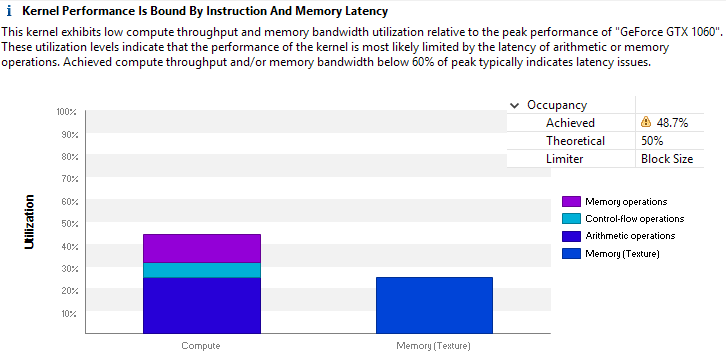 i Kernel Performance Is Bound By Instruction And Memory Latency
This kernel exhibits low compute throughput and memory bandwidth utilization relative to the peak performance of "GeForce GTX 1060".
These utilization levels indicate that the performance of the kernel is most likely limited by the latency of arithmetic or memory
operations. Achieved compute throughput and/or memory bandwidth below 60% of peak typically indicates latency issues.
Occupancy
Achieved 48.7%
Theoretical 50%
Limiter Block Size
Utilization
100%
90%
80%
70%
60%
50%
40%
30%
20%
10%
Memory operations
Control-flow operations
Arithmetic operations
Memory (Texture)
Compute
Memory (Texture)